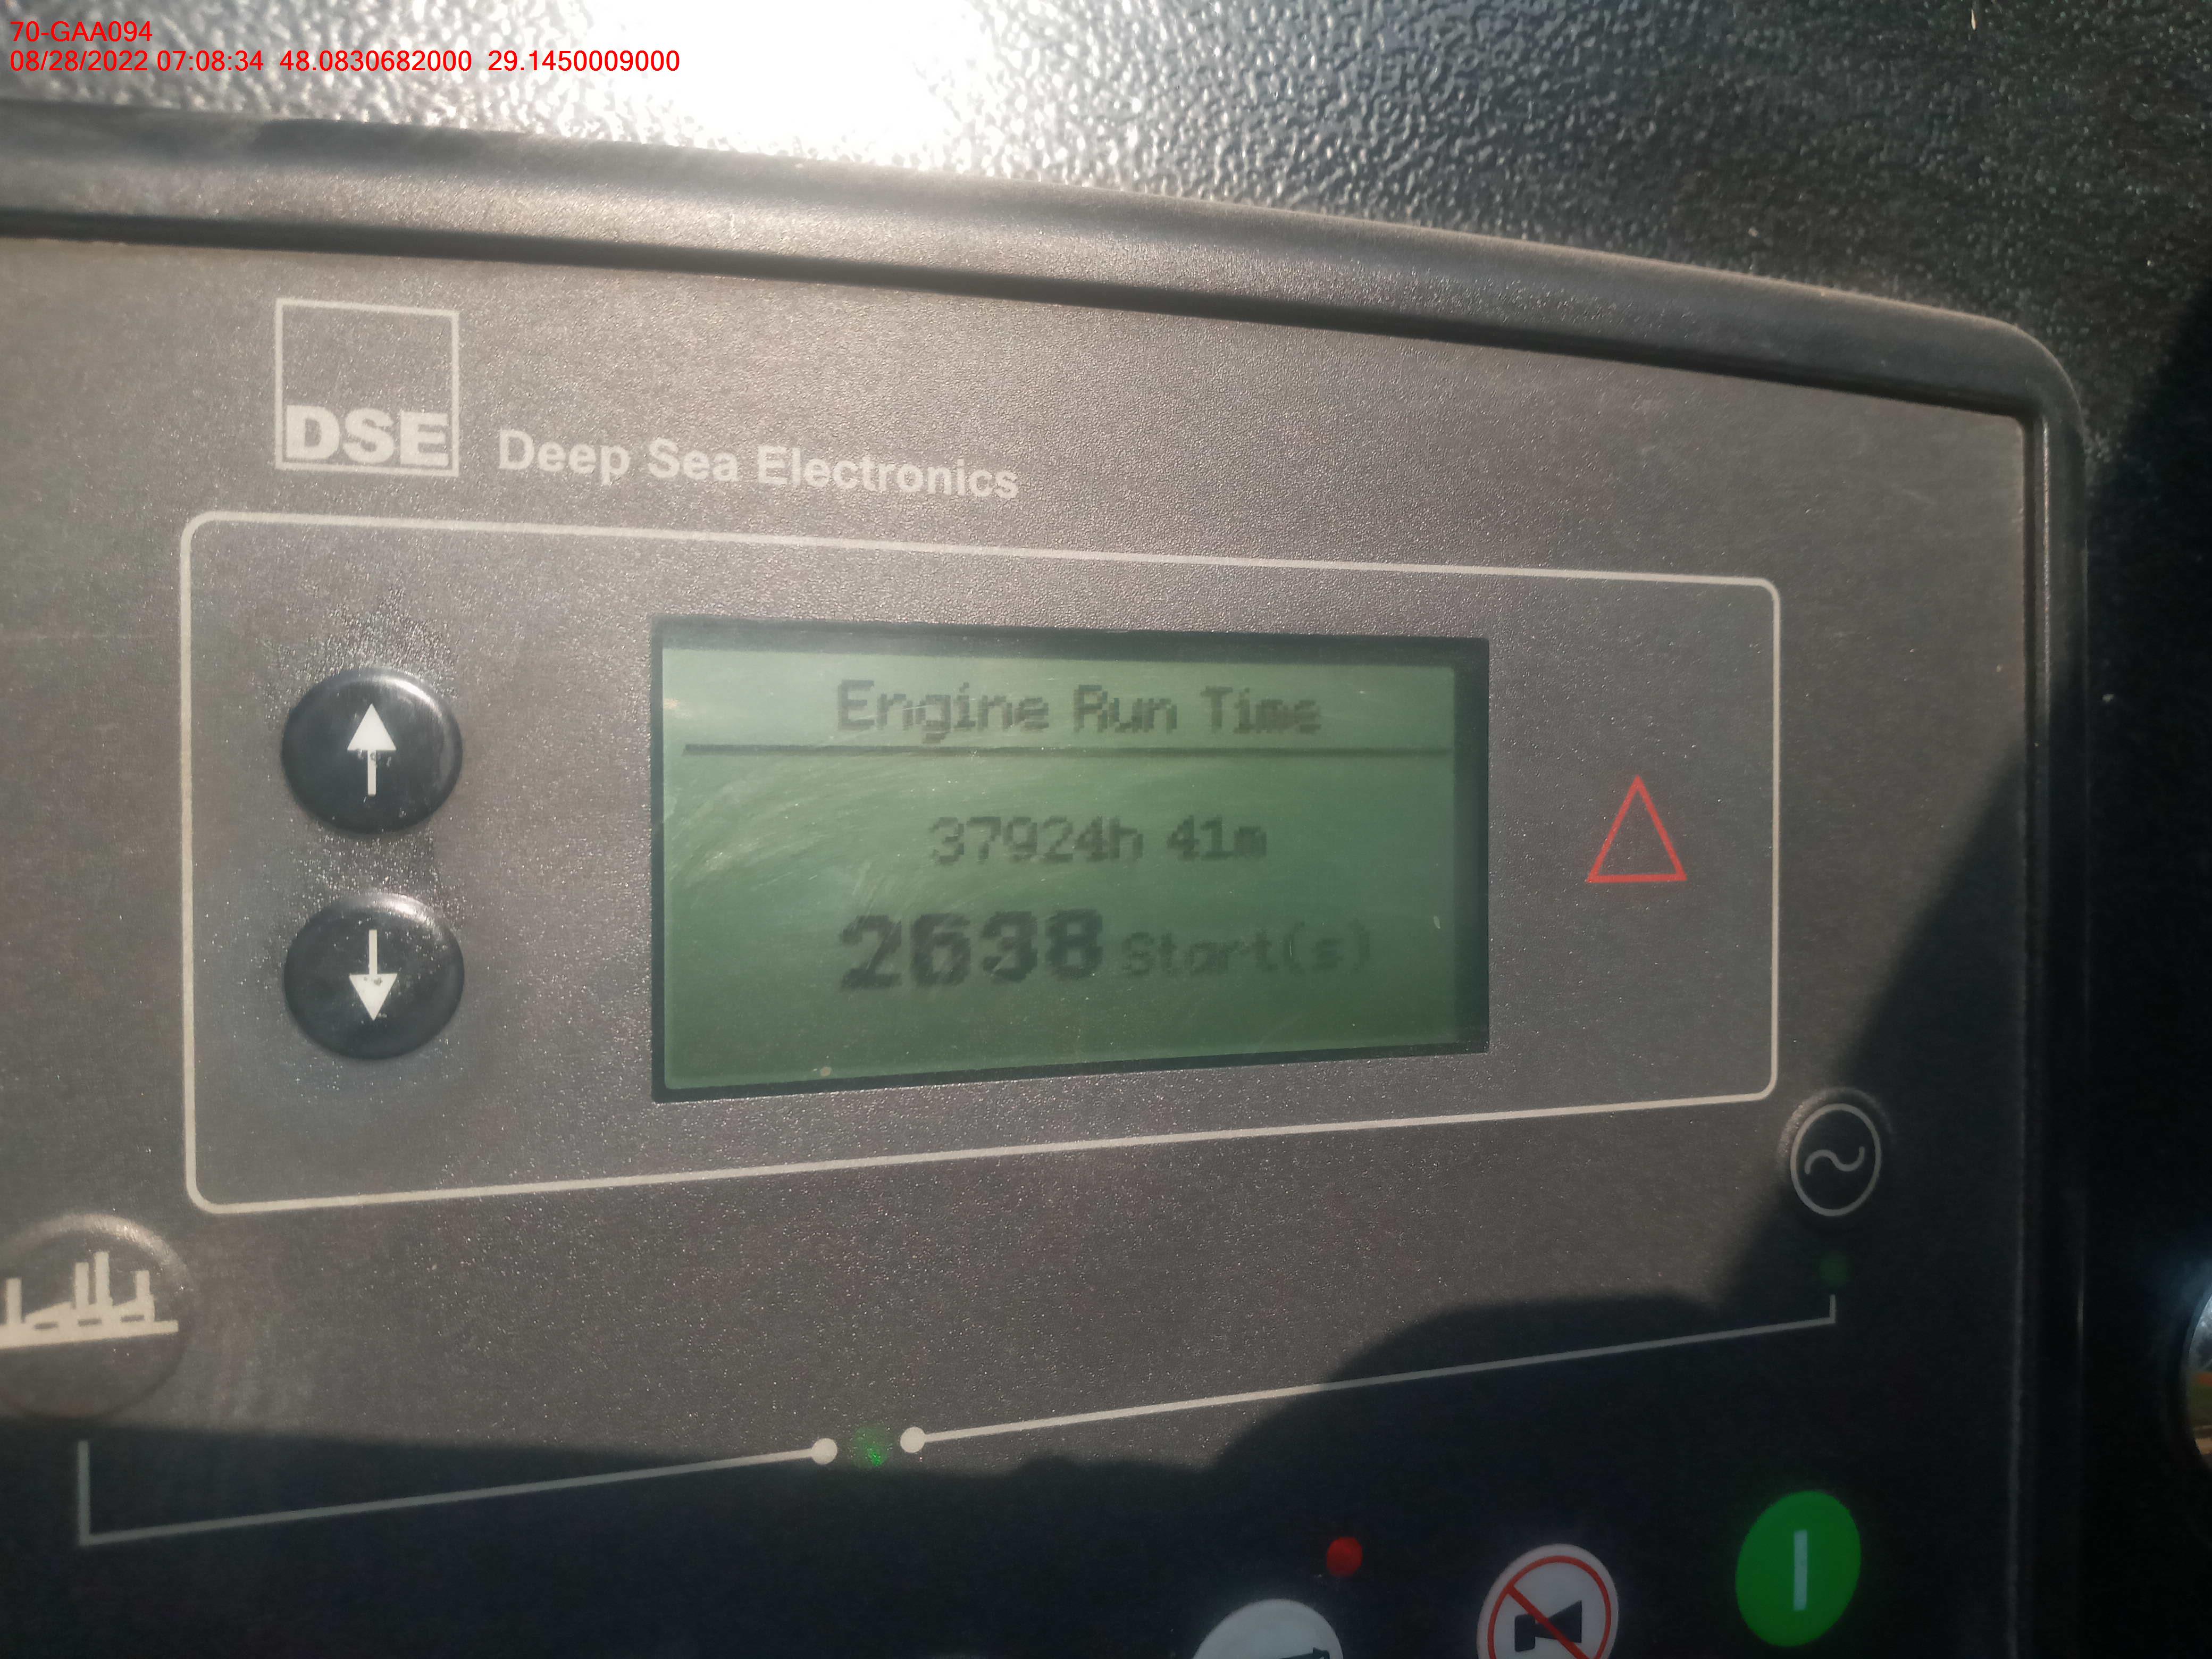 70-GAA094
08/28/2022 07:08:34 48.0830682000 29.1450009000
DSE
Deep Sea Electronics
Engine Run Time
37924h 41m
2638 Start(s)